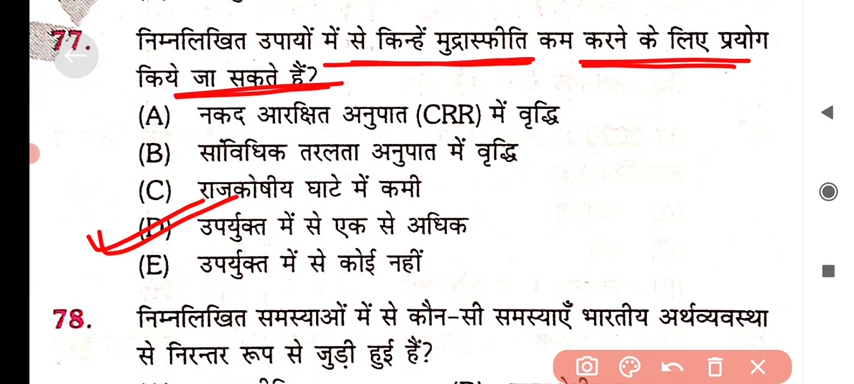 77. निम्नलिखित उपायों में से किन्हें मुद्रास्फीति कम करने के लिए प्रयोग
किये जा सकते हैं?
(A) नकद आरक्षित अनुपात (CRR) में वृद्धि
(B) सांविधिक तरलता अनुपात में वृद्धि
(C) राजकोषीय घाटे में कमी
(D) उपर्युक्त में से एक से अधिक
(E) उपर्युक्त में से कोई नहीं
78. निम्नलिखित समस्याओं में से कौन-सी समस्याएँ भारतीय अर्थव्यवस्था
से निरन्तर रूप से जुड़ी हुई हैं?